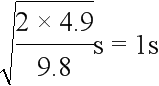 √((2 × 4.9)/9.8) s = 1s